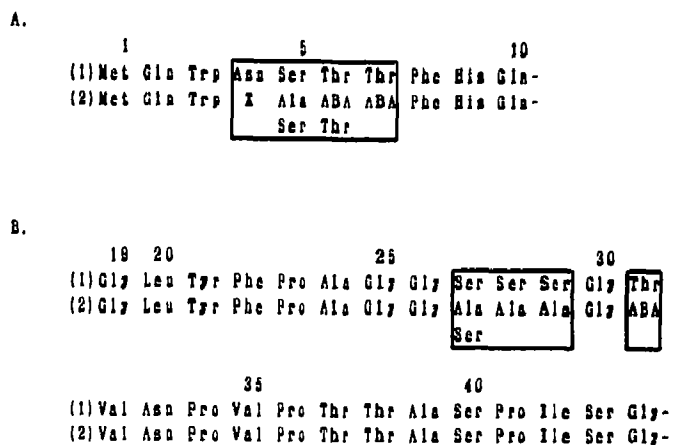 A.
1 5 10
(1)Met Gln Trp Asn Ser Thr Thr Phe His Gln-
(2)Met Gln Trp X Ala ABA ABA Phe His Gln-
Ser Thr
B.
19 20 25 30
(1)Gly Leu Tyr Phe Pro Ala Gly Gly Ser Ser Ser Gly Thr
(2)Gly Leu Tyr Phe Pro Ala Gly Gly Ala Ala Ala Gly ABA
Ser
35 40
(1)Val Asn Pro Val Pro Thr Thr Ala Ser Pro Ile Ser Gly-
(2)Val Asn Pro Val Pro Thr Thr Ala Ser Pro Ile Ser Gly-